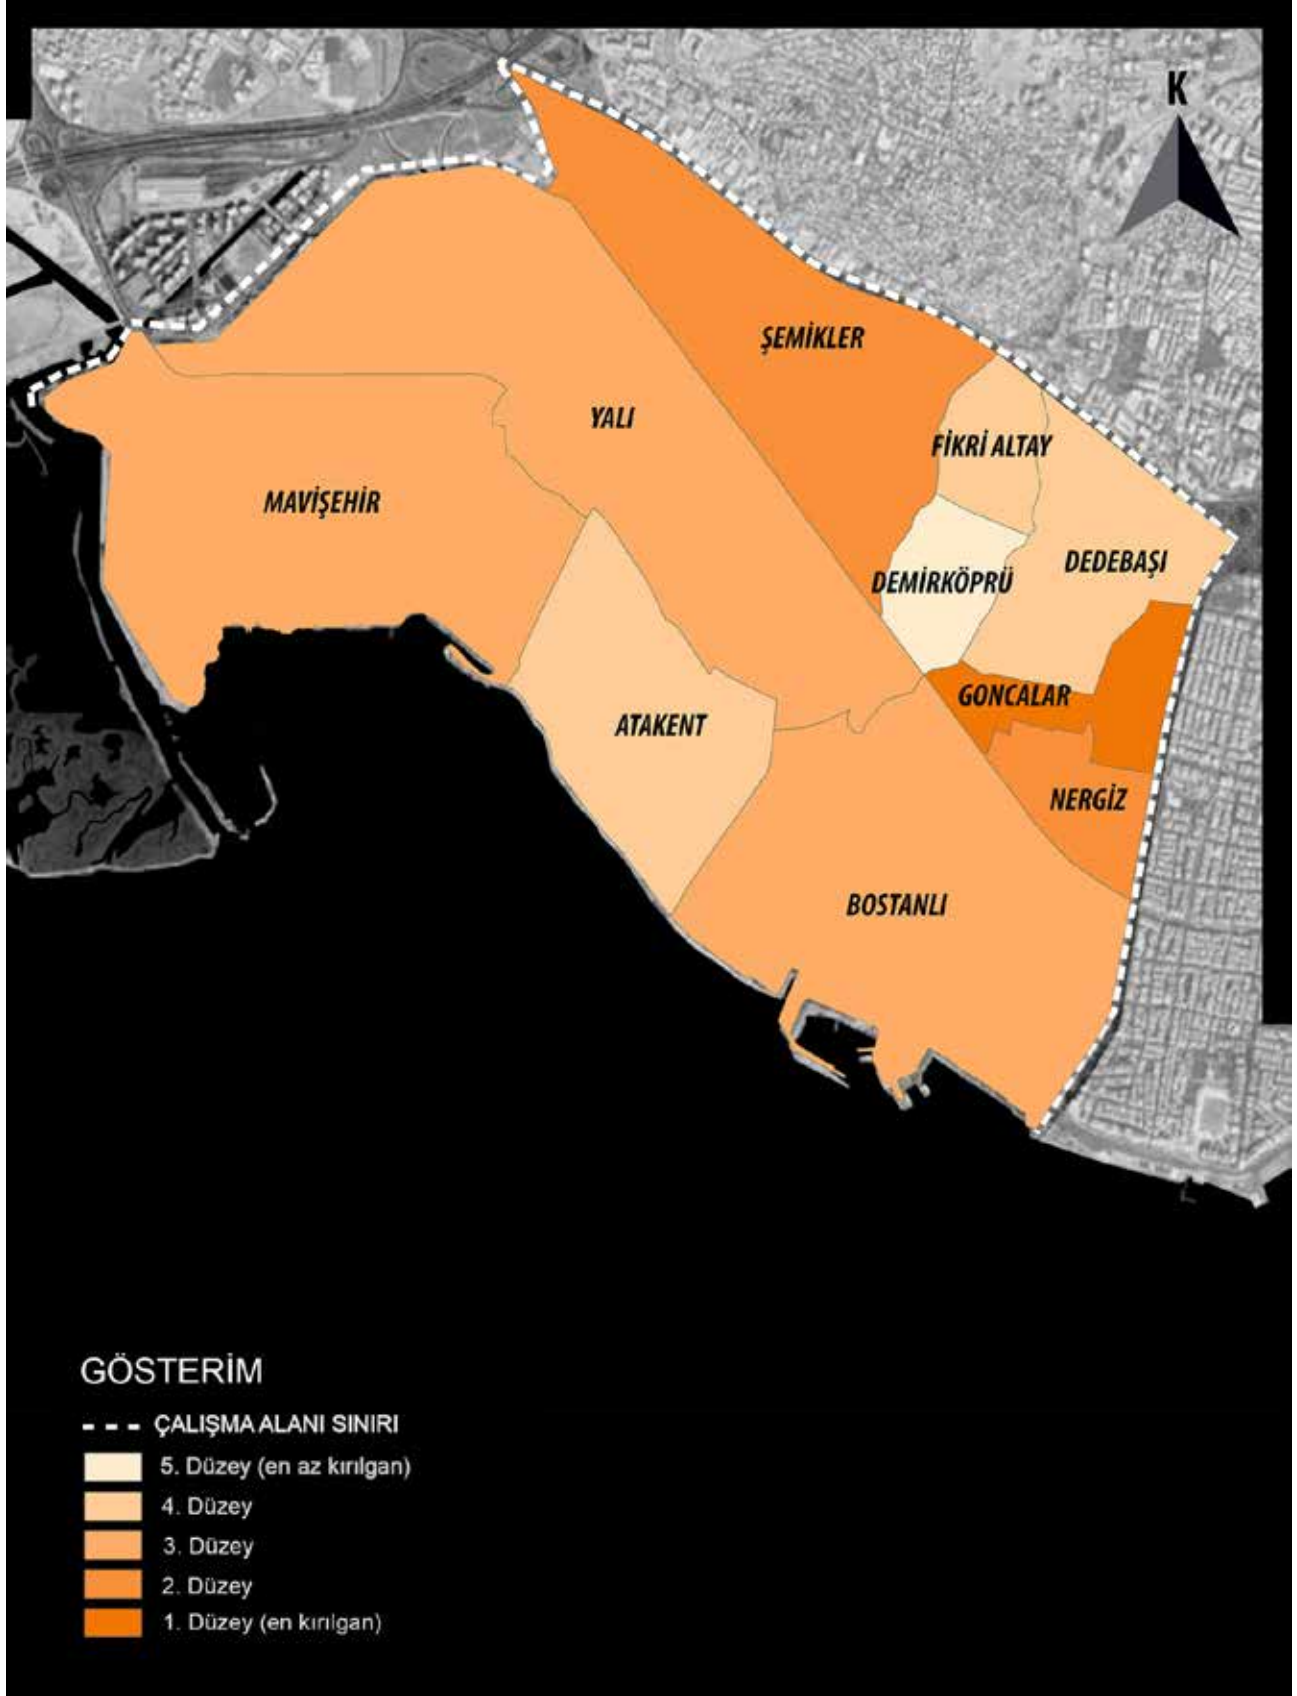 K
ŞEMİKLER
YALI
FİKRİ ALTAY
MAVİŞEHİR
DEDEBAŞI
DEMİRKÖPRÜ
GONCALAR
ATAKENT
NERGİZ
BOSTANLI
GÖSTERİM
ÇALIŞMA ALANI SINIRI
5. Düzey (en az kırılgan)
4. Düzey
3. Düzey
2. Düzey
1. Düzey (en kırılgan)